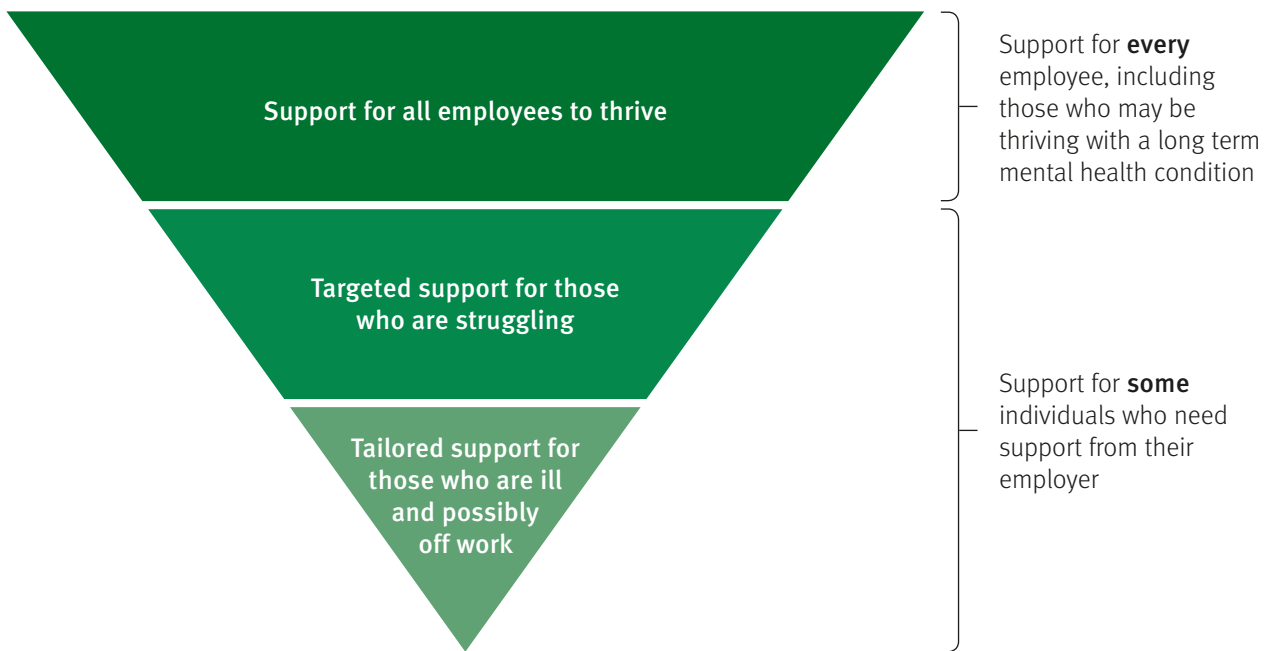 Support for all employees to thrive
Support for every
employee, including
those who may be
thriving with a long term
mental health condition
Targeted support for those
who are struggling
Tailored support for
those who are ill
and possibly
off work
Support for some
individuals who need
support from their
employer